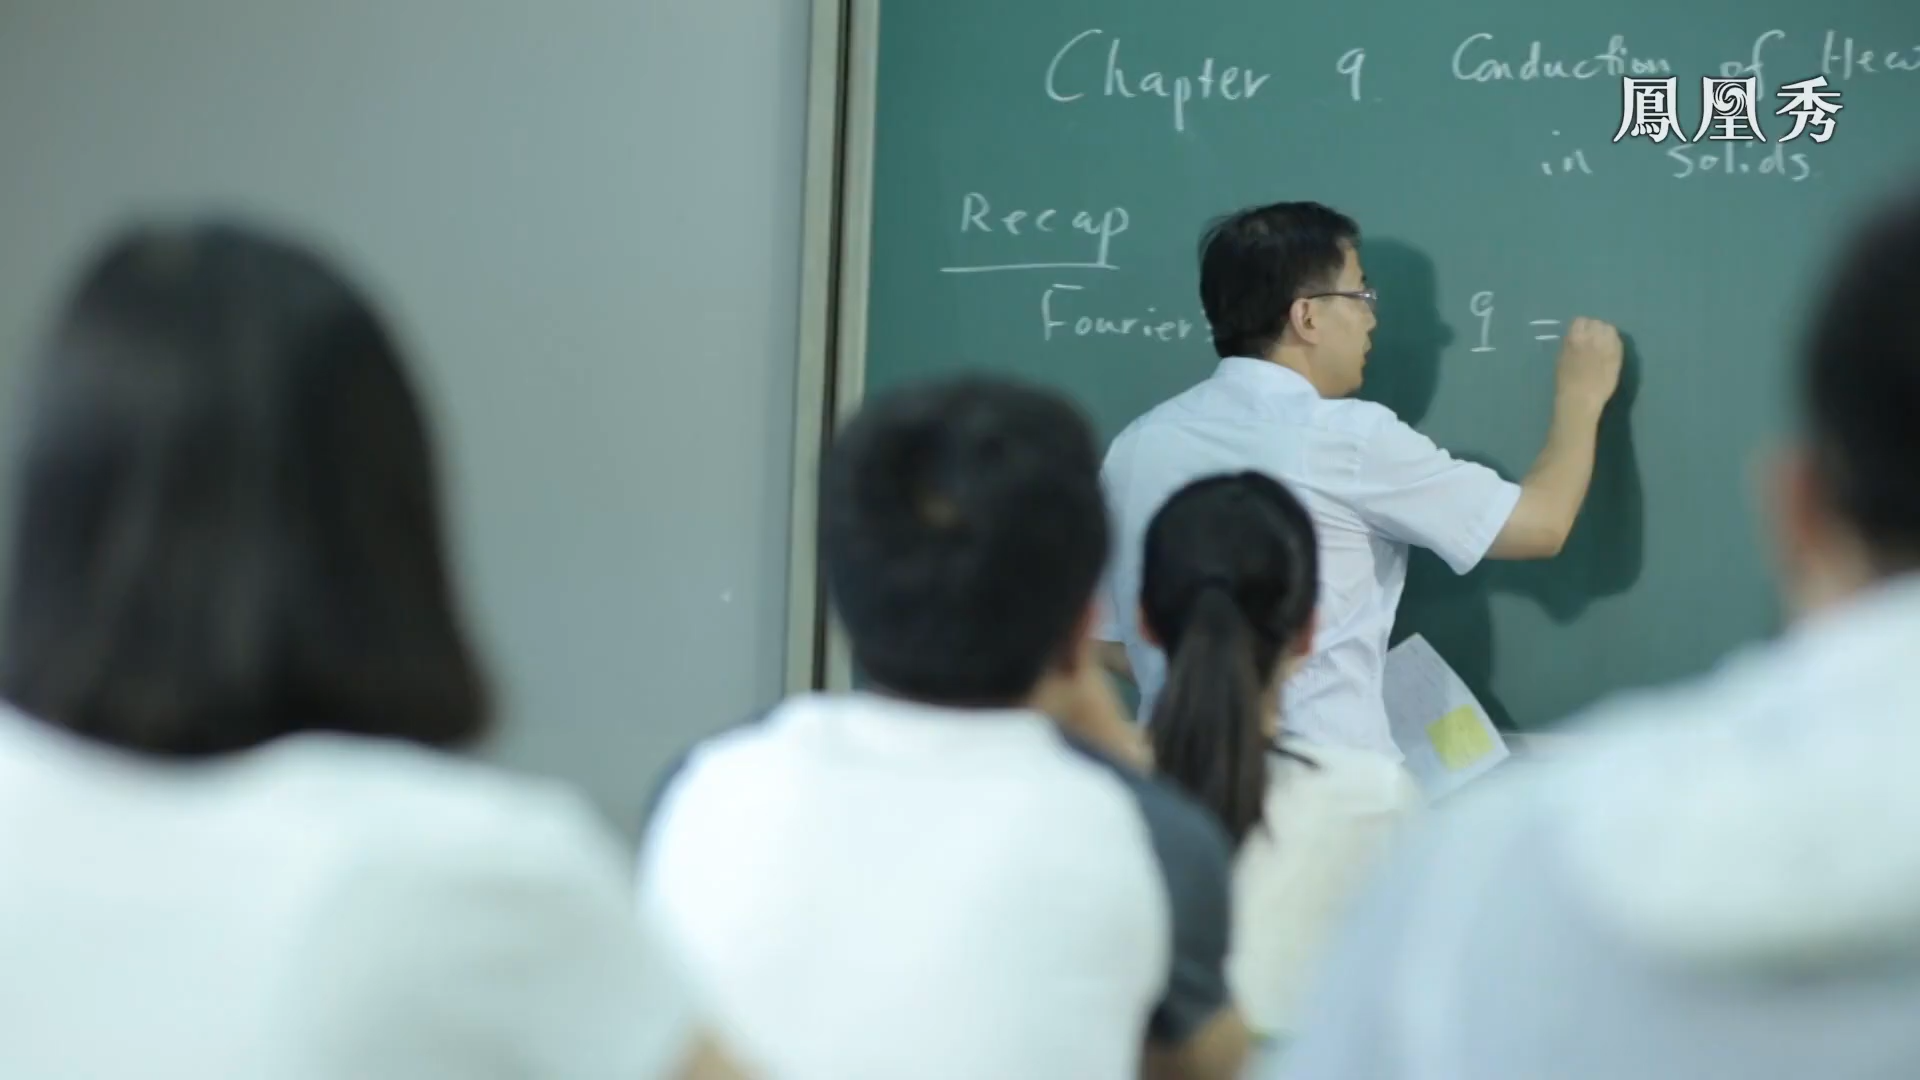 Chapter 9 Conduction of Heat
鳳凰秀
in Solids
Recap
Fourier: q =